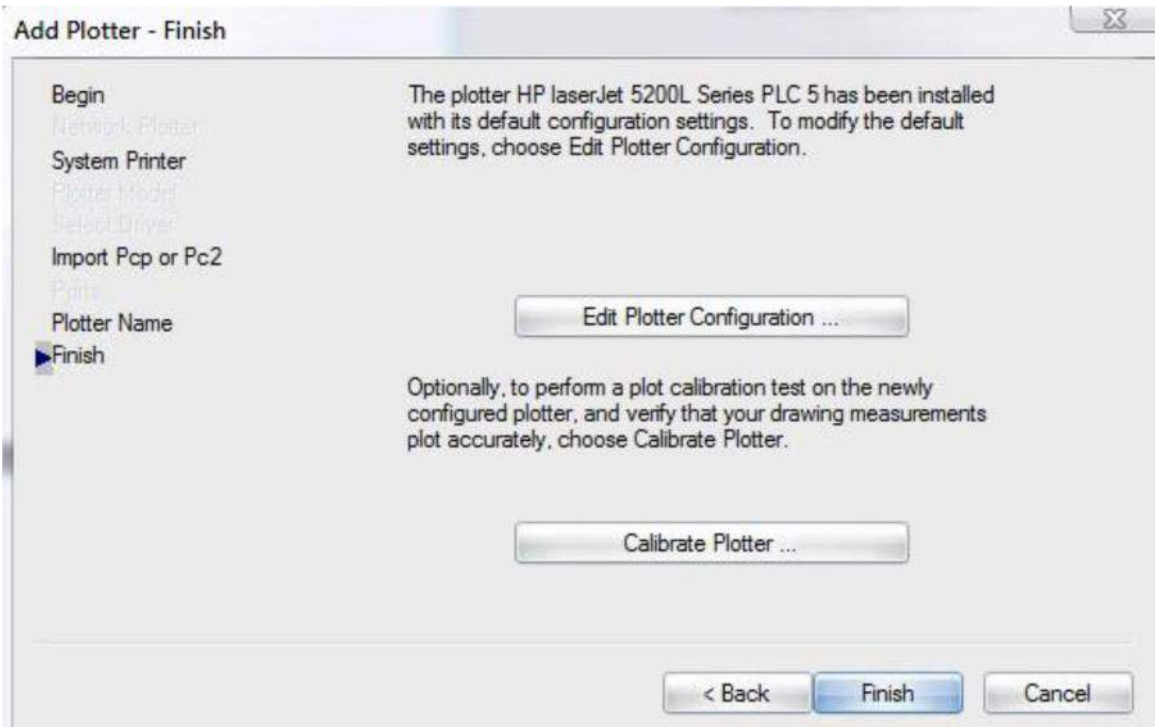 Add Plotter - Finish
Begin
Network Plotter
System Printer
Plotter Model
Select Driver
Import Pcp or Pc2
Ports
Plotter Name
Finish
The plotter HP laserJet 5200L Series PLC 5 has been installed
with its default configuration settings. To modify the default
settings, choose Edit Plotter Configuration.
Edit Plotter Configuration ...
Optionally, to perform a plot calibration test on the newly
configured plotter, and verify that your drawing measurements
plot accurately, choose Calibrate Plotter.
Calibrate Plotter ...
< Back
Finish
Cancel